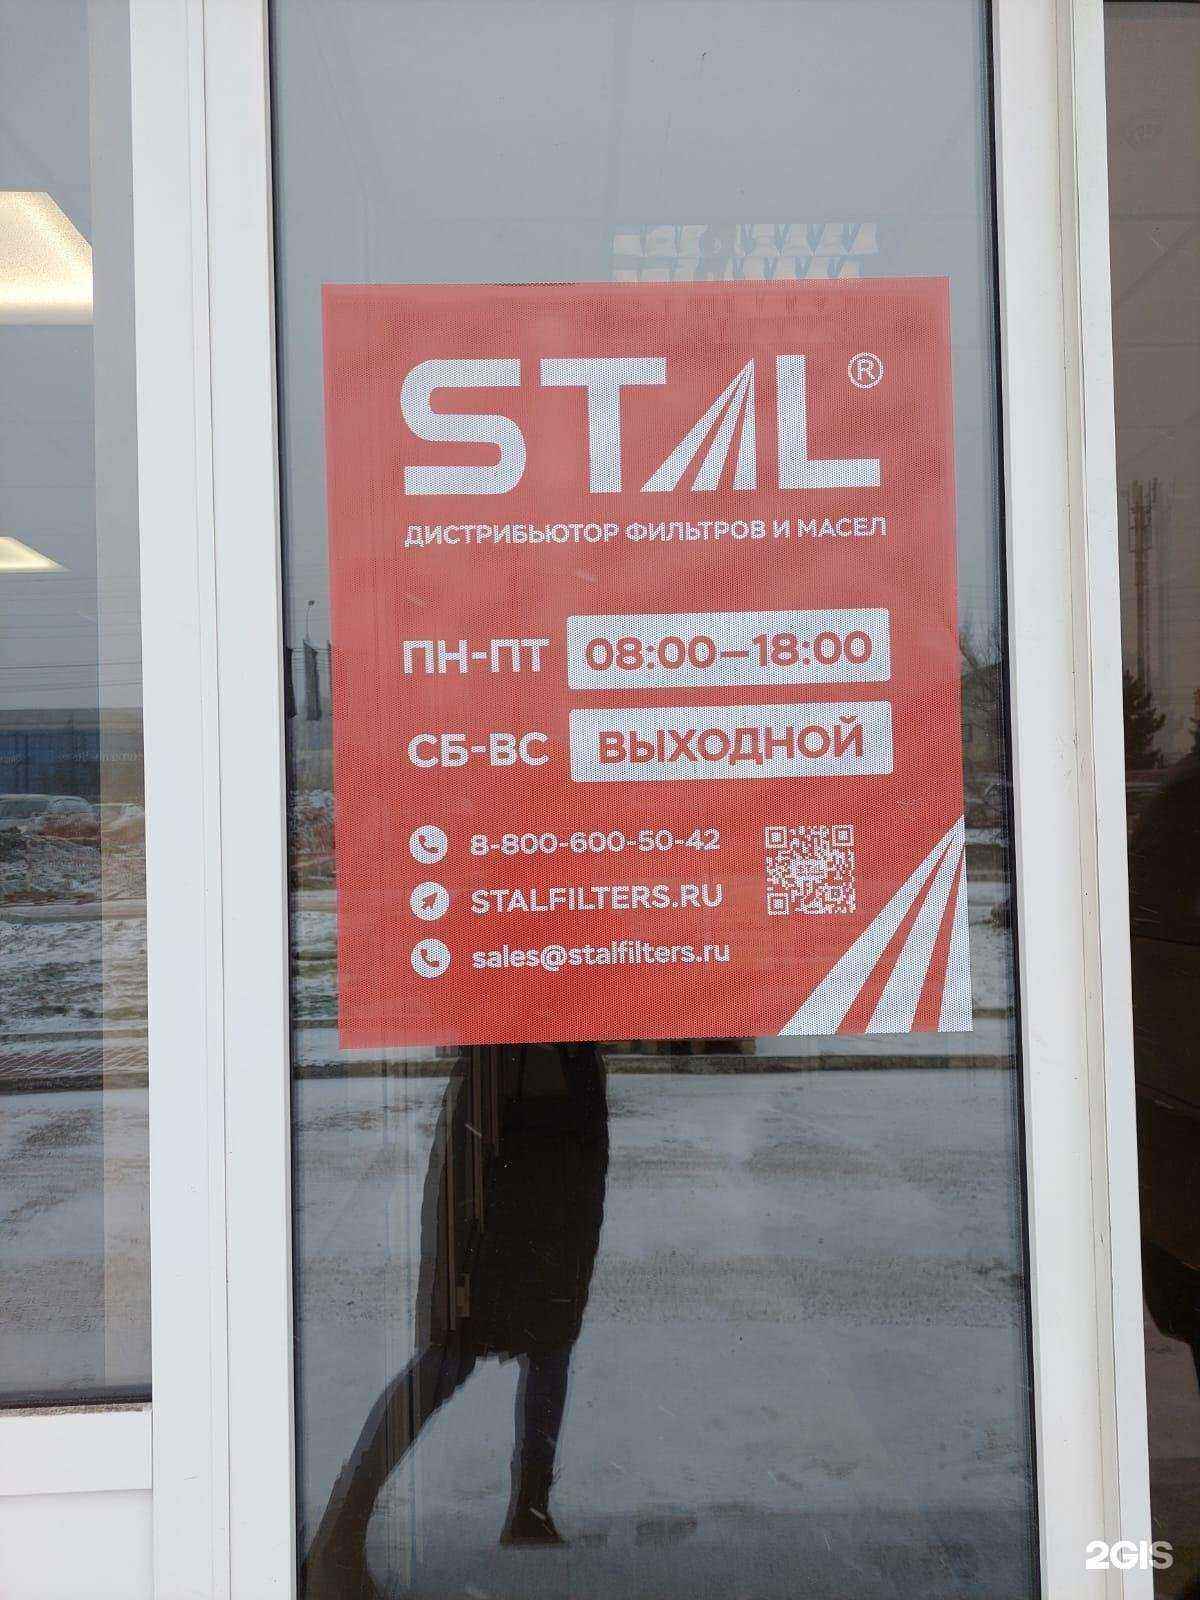 STAL®
ДИСТРИБЬЮТОР ФИЛЬТРОВ И МАСЕЛ
ПН-ПТ 08:00–18:00
СБ-ВС ВЫХОДНОЙ
8-800-600-50-42
STALFILTERS.RU
sales@stalfilters.ru
2GIS